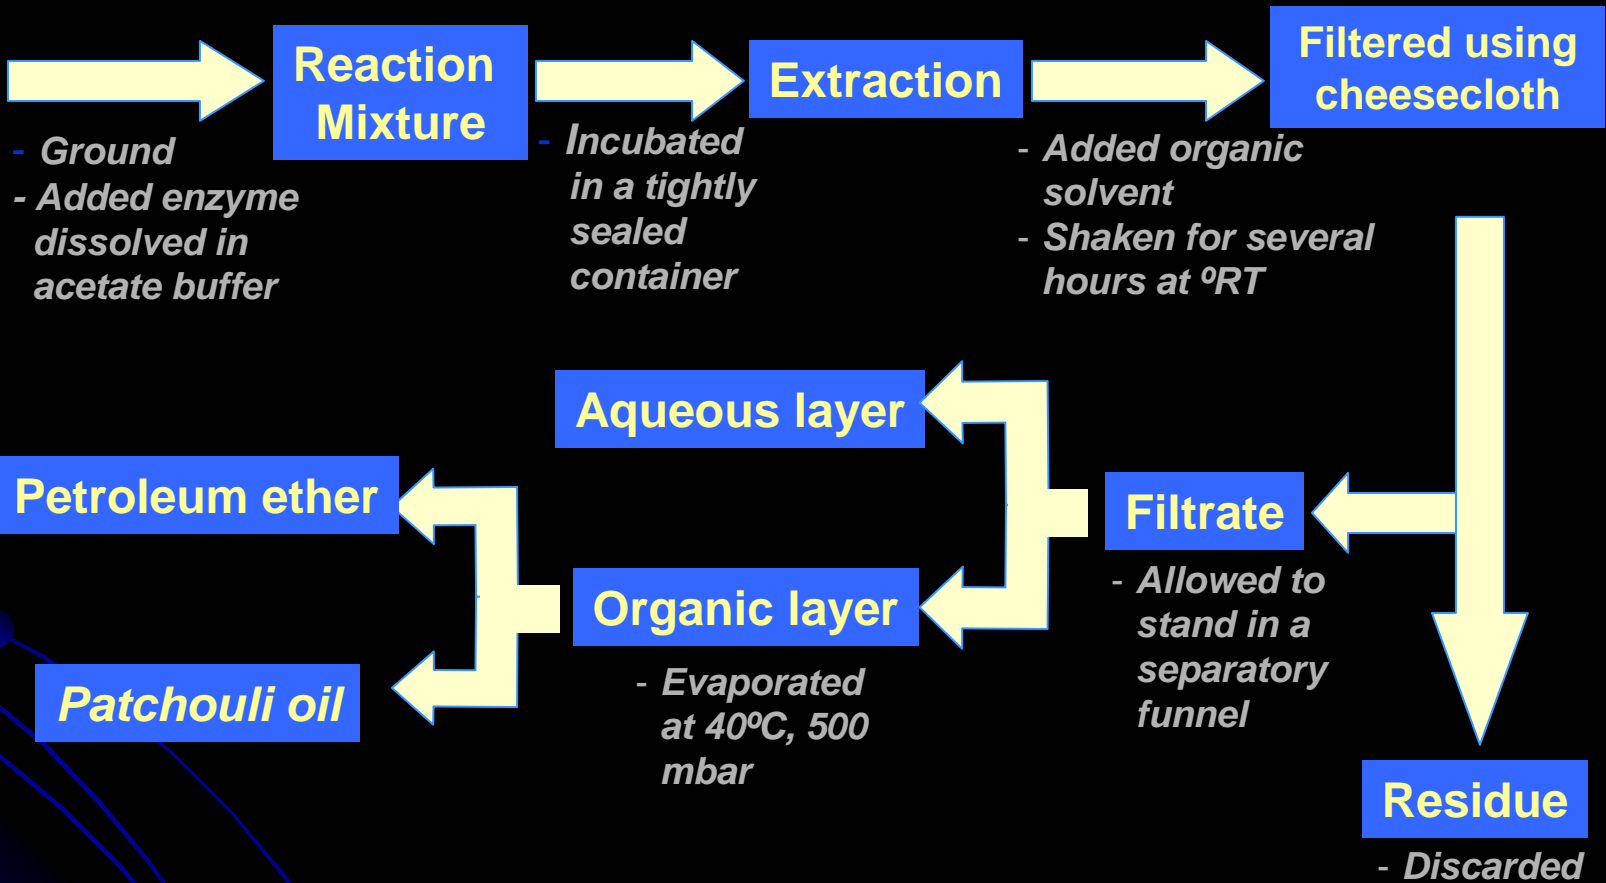 Reaction
Mixture
- Ground
- Added enzyme
dissolved in
acetate buffer
Extraction
- Incubated
in a tightly
sealed
container
Filtered using
cheesecloth
- Added organic
solvent
- Shaken for several
hours at ºRT
Aqueous layer
Petroleum ether
Filtrate
- Allowed to
stand in a
separatory
funnel
Organic layer
- Evaporated
at 40ºC, 500
mbar
Patchouli oil
Residue
- Discarded